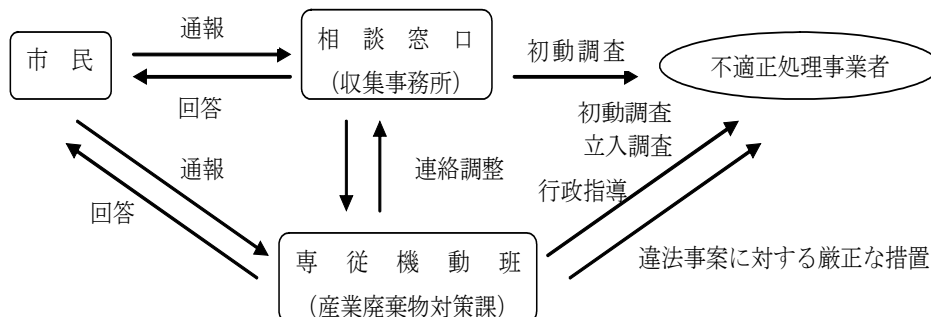 通報
市 民
相 談 窓 口
(収集事務所)
初動調査
不適正処理事業者
回答
初動調査
立入調査
通報
連絡調整
行政指導
回答
専 従 機 動 班
(産業廃棄物対策課)
違法事案に対する厳正な措置